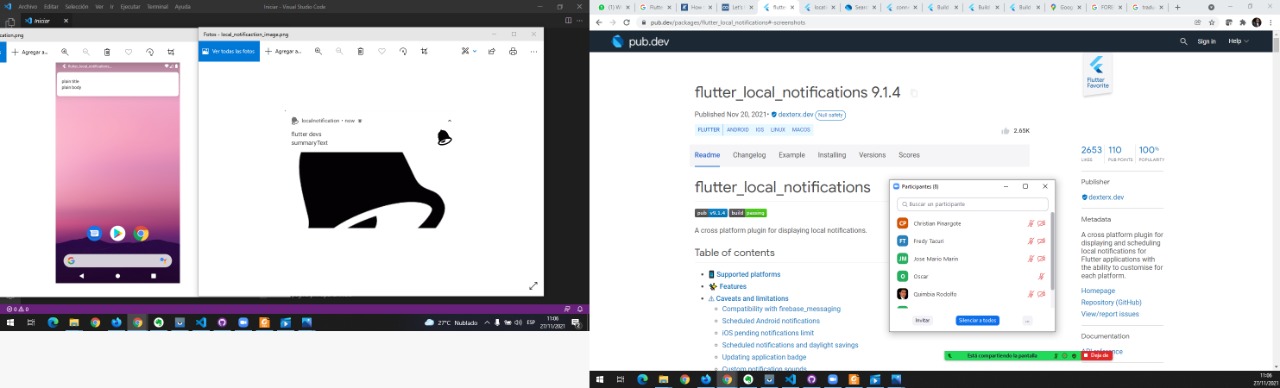 Archivo Editar Selección Ver Ir Ejecutar Terminal Ayuda
Iniciar - Visual Studio Code
Iniciar
Fotos - local_notification_image.png
Agregar a...
Ver todas las fotos
Agregar a...
plain title
plain body
localnotification • now
flutter devs
summaryText
0 0
27°C Nublado
ESP
11:06
27/11/2021
pub.dev/packages/flutter_local_notifications#-screenshots
pub.dev
Sign in
Help
Flutter
Favorite
flutter_local_notifications 9.1.4
Published Nov 20, 2021 • dexterx.dev
Null safety
FLUTTER ANDROID IOS LINUX MACOS
2.65K
Readme Changelog Example Installing Versions Scores
flutter_local_notifications
pub v9.1.4 build passing
A cross platform plugin for displaying local notifications.
Table of contents
Supported platforms
Features
Caveats and limitations
Compatibility with firebase_messaging
Scheduled Android notifications
iOS pending notifications limit
Scheduled notifications and daylight savings
Updating application badge
Custom notification sounds
2653 110 100%
LIKES PUB POINTS POPULARITY
Publisher
dexterx.dev
Metadata
A cross platform plugin for
displaying and scheduling
local notifications for
Flutter applications with
the ability to customise for
each platform.
Homepage
Repository (GitHub)
View/report issues
Documentation
Participantes (8)
Buscar un participante
CP Christian Pinargote
FT Fredy Tacuri
JM Jose Mario Marin
O Oscar
Quimbia Rodolfo
Invitar
Silenciar a todos
...
Está compartiendo la pantalla
Deja de
11:06
27/11/2021